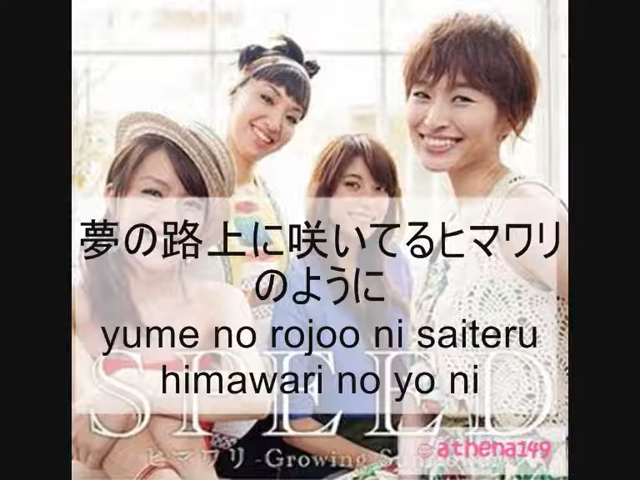 夢の路上に咲いてるヒマワリ
のように
yume no rojoo ni saiteru
himawari no yo ni
SPEED
ヒマワリ -Growing
athena149